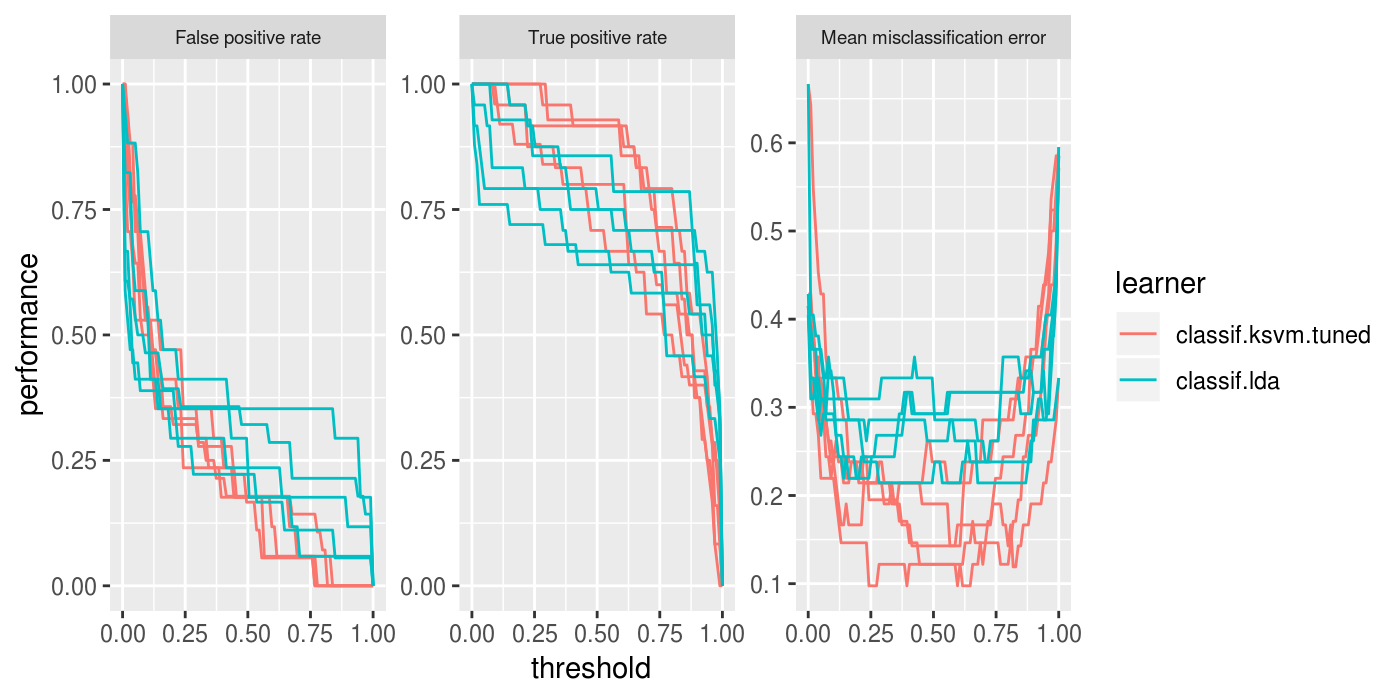 False positive rate
True positive rate
Mean misclassification error
performance
1.00
0.75
0.50
0.25
0.00
1.00
0.75
0.50
0.25
0.00
0.6
0.5
0.4
0.3
0.2
0.1
0.00 0.25 0.50 0.75 1.00
0.00 0.25 0.50 0.75 1.00
0.00 0.25 0.50 0.75 1.00
threshold
learner
classif.ksvm.tuned
classif.lda